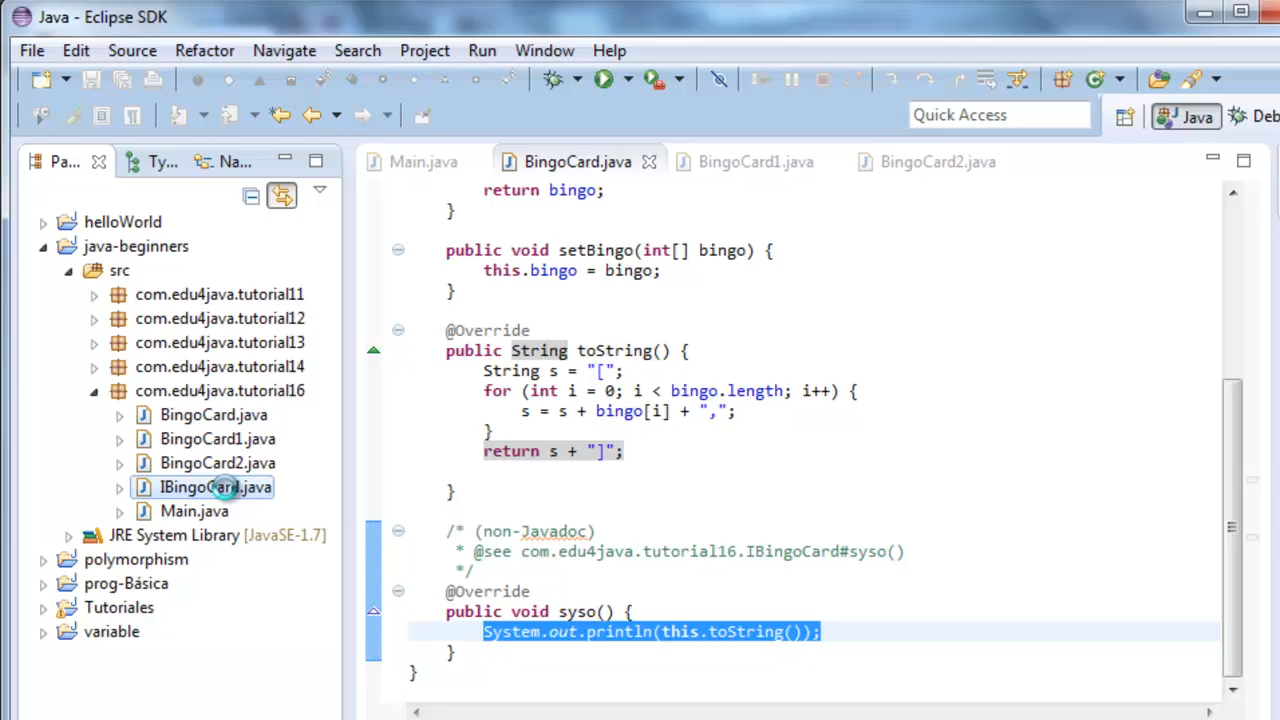 Java - Eclipse SDK
File Edit Source Refactor Navigate Search Project Run Window Help
Quick Access
Java
Deb
Pa...
Ty...
Na...
Main.java
BingoCard.java
BingoCard1.java
BingoCard2.java
helloWorld
java-beginners
src
com.edu4java.tutorial11
com.edu4java.tutorial12
com.edu4java.tutorial13
com.edu4java.tutorial14
com.edu4java.tutorial16
BingoCard.java
BingoCard1.java
BingoCard2.java
IBingoCard.java
Main.java
JRE System Library [JavaSE-1.7]
polymorphism
prog-Básica
Tutoriales
variable
return bingo;
}
public void setBingo(int[] bingo) {
this.bingo = bingo;
}
@Override
public String toString() {
String s = "[";
for (int i = 0; i < bingo.length; i++) {
s = s + bingo[i] + ",";
}
return s + "]";
}
/* (non-Javadoc)
* @see com.edu4java.tutorial16.IBingoCard#syso()
*/
@Override
public void syso() {
System.out.println(this.toString());
}
}